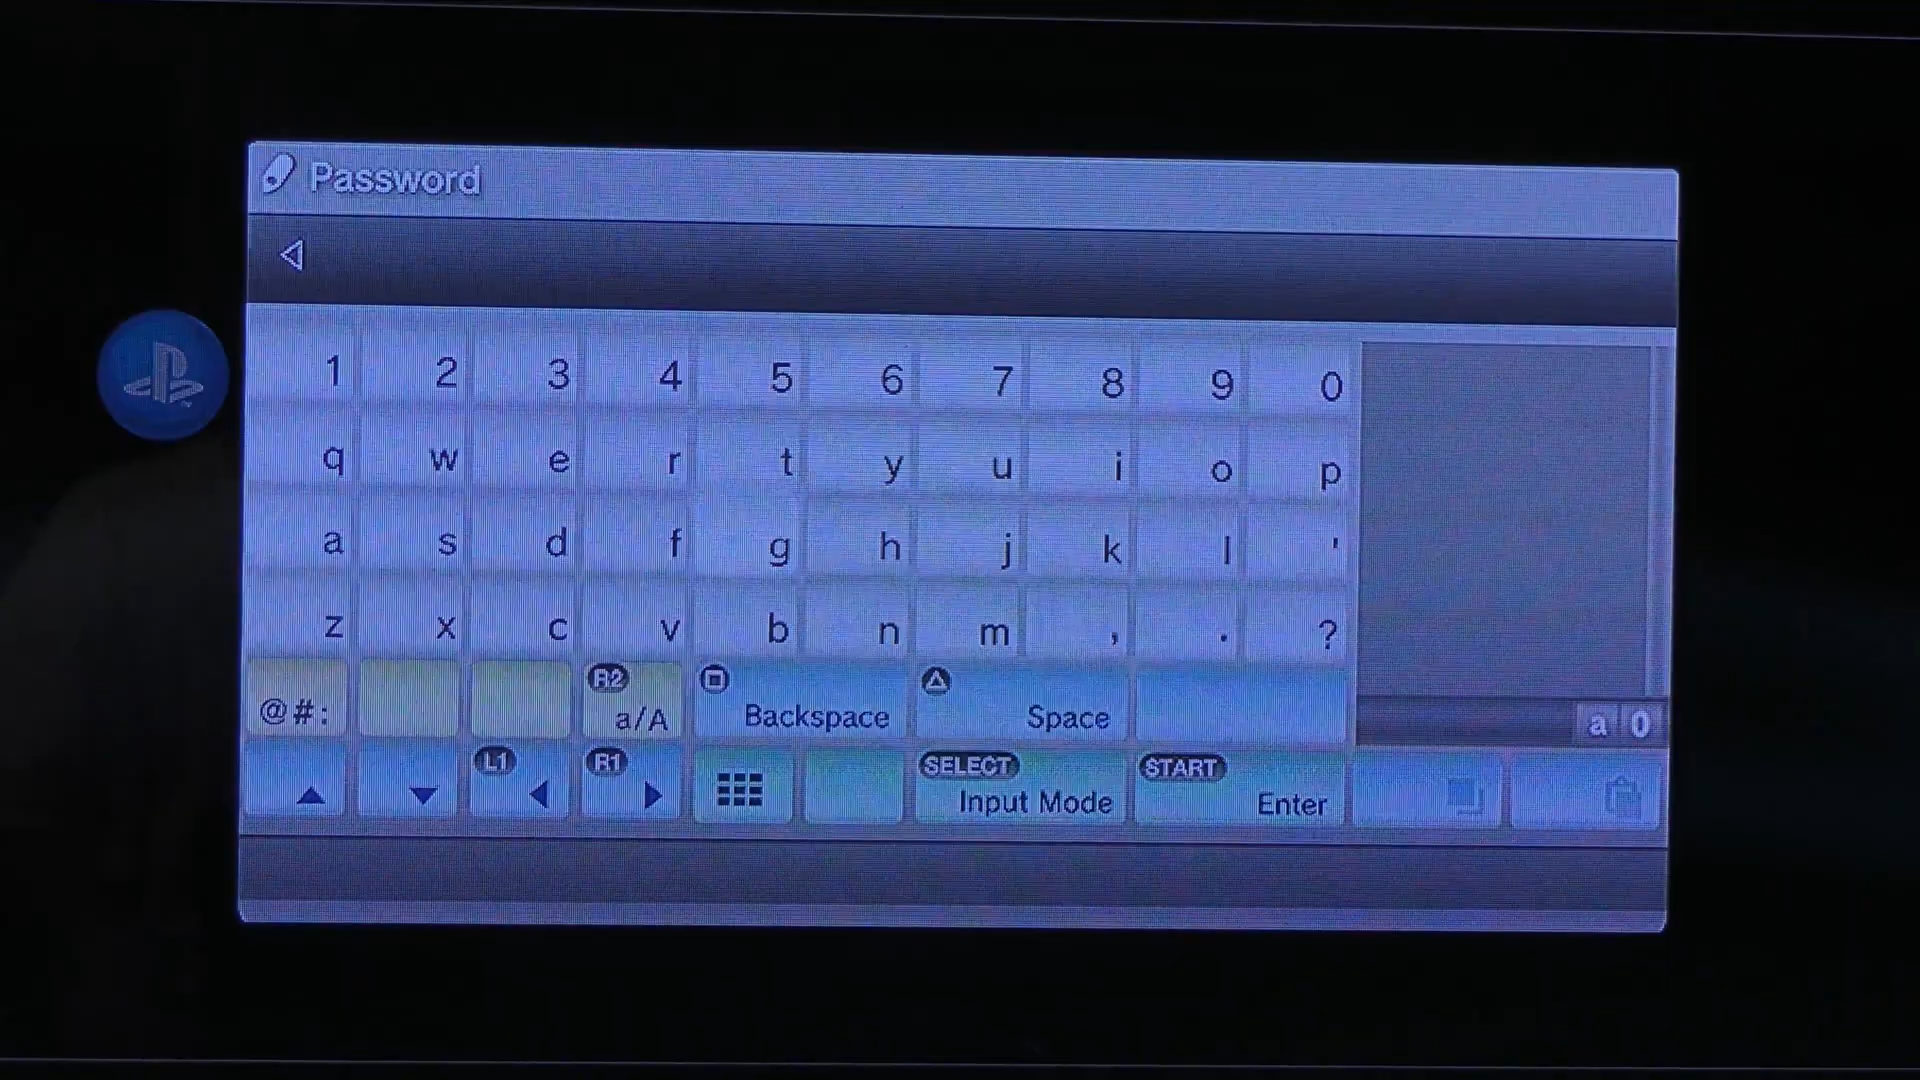 Password
1 2 3 4 5 6 7 8 9 0
q w e r t y u i o p
a s d f g h j k l '
z x c v b n m , . ?
@#: R2 a/A Backspace Space
a 0
L1 R1 SELECT Input Mode START Enter